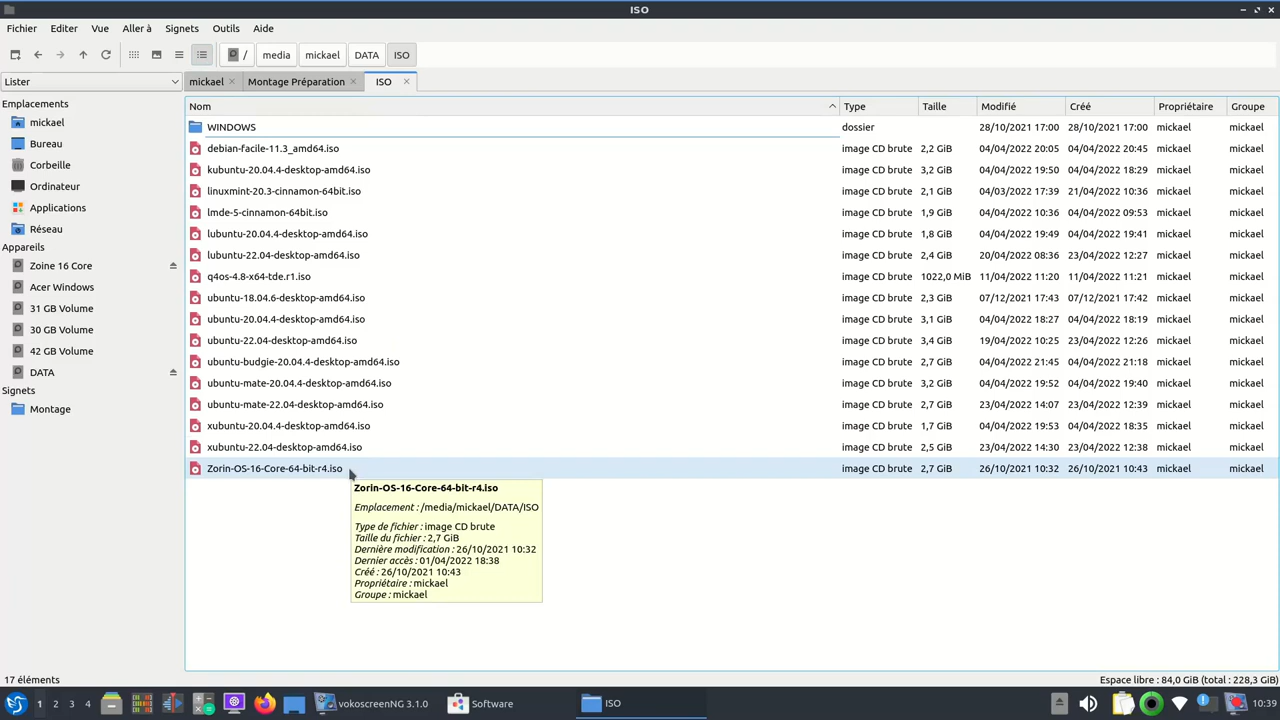 ISO
Fichier Editer Vue Aller à Signets Outils Aide
/ media mickael DATA ISO
Lister mickael Montage Préparation ISO
Emplacements
mickael
Bureau
Corbeille
Ordinateur
Applications
Réseau
Appareils
Zoine 16 Core
Acer Windows
31 GB Volume
30 GB Volume
42 GB Volume
DATA
Signets
Montage
Nom Type Taille Modifié Créé Propriétaire Groupe
WINDOWS dossier 28/10/2021 17:00 28/10/2021 17:00 mickael mickael
debian-facile-11.3_amd64.iso image CD brute 2,2 GiB 04/04/2022 20:05 04/04/2022 20:45 mickael mickael
kubuntu-20.04.4-desktop-amd64.iso image CD brute 3,2 GiB 04/04/2022 19:50 04/04/2022 18:29 mickael mickael
linuxmint-20.3-cinnamon-64bit.iso image CD brute 2,1 GiB 04/03/2022 17:39 21/04/2022 10:36 mickael mickael
lmde-5-cinnamon-64bit.iso image CD brute 1,9 GiB 04/04/2022 10:36 04/04/2022 09:53 mickael mickael
lubuntu-20.04.4-desktop-amd64.iso image CD brute 1,8 GiB 04/04/2022 19:49 04/04/2022 19:41 mickael mickael
lubuntu-22.04-desktop-amd64.iso image CD brute 2,4 GiB 20/04/2022 08:36 23/04/2022 12:27 mickael mickael
q4os-4.8-x64-tde.r1.iso image CD brute 1022,0 MiB 11/04/2022 11:20 11/04/2022 11:21 mickael mickael
ubuntu-18.04.6-desktop-amd64.iso image CD brute 2,3 GiB 07/12/2021 17:43 07/12/2021 17:42 mickael mickael
ubuntu-20.04.4-desktop-amd64.iso image CD brute 3,1 GiB 04/04/2022 18:27 04/04/2022 18:19 mickael mickael
ubuntu-22.04-desktop-amd64.iso image CD brute 3,4 GiB 19/04/2022 10:25 23/04/2022 12:26 mickael mickael
ubuntu-budgie-20.04.4-desktop-amd64.iso image CD brute 2,7 GiB 04/04/2022 21:45 04/04/2022 21:18 mickael mickael
ubuntu-mate-20.04.4-desktop-amd64.iso image CD brute 3,2 GiB 04/04/2022 19:52 04/04/2022 19:40 mickael mickael
ubuntu-mate-22.04-desktop-amd64.iso image CD brute 2,7 GiB 23/04/2022 14:07 23/04/2022 12:39 mickael mickael
xubuntu-20.04.4-desktop-amd64.iso image CD brute 1,7 GiB 04/04/2022 19:53 04/04/2022 18:35 mickael mickael
xubuntu-22.04-desktop-amd64.iso image CD brute 2,5 GiB 23/04/2022 14:30 23/04/2022 12:38 mickael mickael
Zorin-OS-16-Core-64-bit-r4.iso image CD brute 2,7 GiB 26/10/2021 10:32 26/10/2021 10:43 mickael mickael
Zorin-OS-16-Core-64-bit-r4.iso
Emplacement : /media/mickael/DATA/ISO
Type de fichier : image CD brute
Taille du fichier : 2,7 GiB
Dernière modification : 26/10/2021 10:32
Dernier accès : 01/04/2022 18:38
Créé : 26/10/2021 10:43
Propriétaire : mickael
Groupe : mickael
17 éléments Espace libre : 84,0 GiB (total : 228,3 GiB)
1 2 3 4 vokoscreenNG 3.1.0 Software ISO 10:39